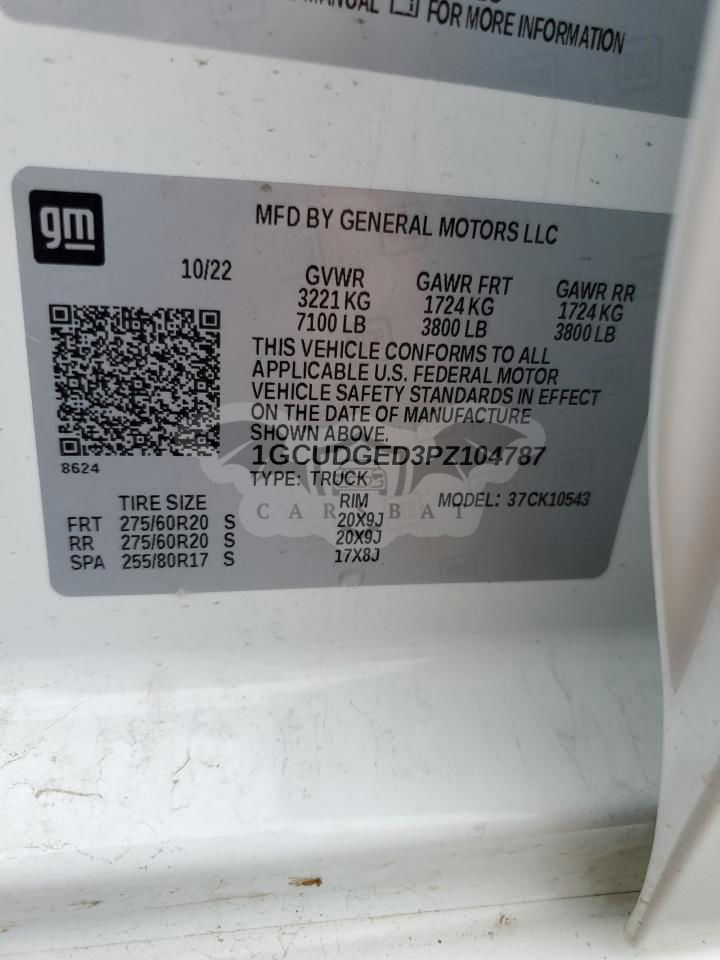 MANUAL FOR MORE INFORMATION
gm
MFD BY GENERAL MOTORS LLC
10/22 GVWR GAWR FRT GAWR RR
3221 KG 1724 KG 1724 KG
7100 LB 3800 LB 3800 LB
THIS VEHICLE CONFORMS TO ALL
APPLICABLE U.S. FEDERAL MOTOR
VEHICLE SAFETY STANDARDS IN EFFECT
ON THE DATE OF MANUFACTURE
SHOWN ABOVE.
8624
1GCUDGED3PZ104787
TYPE: TRUCK MODEL: 37CK10543
TIRE SIZE RIM
FRT 275/60R20 S 20X9J
RR 275/60R20 S 20X9J
SPA 255/80R17 S 17X8J
CAR BAT